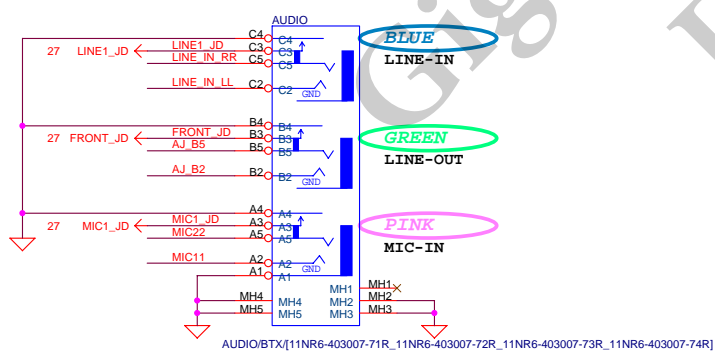 AUDIO
C4 C4 BLUE
27 LINE1_JD LINE1_JD C3 C3 LINE-IN
LINE_IN_RR C5 C5
LINE_IN_LL C2 C2 GND
B4 B4
27 FRONT_JD FRONT_JD B3 B3 GREEN
AJ_B5 B5 B5 LINE-OUT
AJ_B2 B2 B2 GND
A4 A4
27 MIC1_JD MIC1_JD A3 A3 PINK
MIC22 A5 A5 MIC-IN
MIC11 A2 A2 GND
A1 A1
MH1 MH1
MH4 MH4 MH2 MH2
MH5 MH5 MH3 MH3
AUDIO/BTX/[11NR6-403007-71R_11NR6-403007-72R_11NR6-403007-73R_11NR6-403007-74R]
Gig